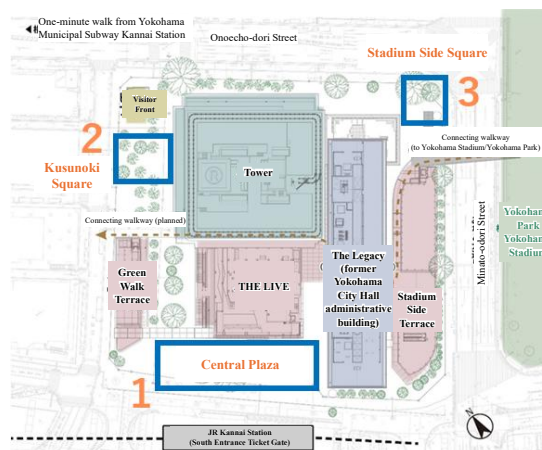 One-minute walk from Yokohama
Municipal Subway Kannai Station
Onoecho-dori Street
Stadium Side Square
3
Visitor
Front
2
Kusunoki
Square
Connecting walkway
(to Yokohama Stadium/Yokohama Park)
Tower
Connecting walkway (planned)
Minato-odori Street
Yokoham
Park
Yokoham
Stadium
Green
Walk
Terrace
THE LIVE
The Legacy
(former
Yokohama
City Hall
administrative
building)
Stadium
Side
Terrace
1
Central Plaza
JR Kannai Station
(South Entrance Ticket Gate)
N